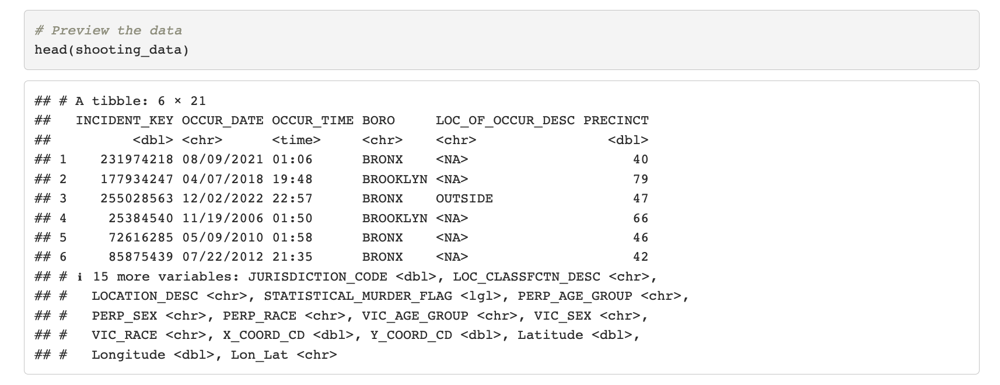 # Preview the data
head(shooting_data)
## # A tibble: 6 × 21
##   INCIDENT_KEY OCCUR_DATE OCCUR_TIME BORO     LOC_OF_OCCUR_DESC PRECINCT
##          <dbl> <chr>      <time>     <chr>    <chr>                <dbl>
## 1    231974218 08/09/2021 01:06      BRONX    <NA>                    40
## 2    177934247 04/07/2018 19:48      BROOKLYN <NA>                    79
## 3    255028563 12/02/2022 22:57      BRONX    OUTSIDE                 47
## 4     25384540 11/19/2006 01:50      BROOKLYN <NA>                    66
## 5     72616285 05/09/2010 01:58      BRONX    <NA>                    46
## 6     85875439 07/22/2012 21:35      BRONX    <NA>                    42
## # ℹ 15 more variables: JURISDICTION_CODE <dbl>, LOC_CLASSFCTN_DESC <chr>,
## #   LOCATION_DESC <chr>, STATISTICAL_MURDER_FLAG <lgl>, PERP_AGE_GROUP <chr>,
## #   PERP_SEX <chr>, PERP_RACE <chr>, VIC_AGE_GROUP <chr>, VIC_SEX <chr>,
## #   VIC_RACE <chr>, X_COORD_CD <dbl>, Y_COORD_CD <dbl>, Latitude <dbl>,
## #   Longitude <dbl>, Lon_Lat <chr>